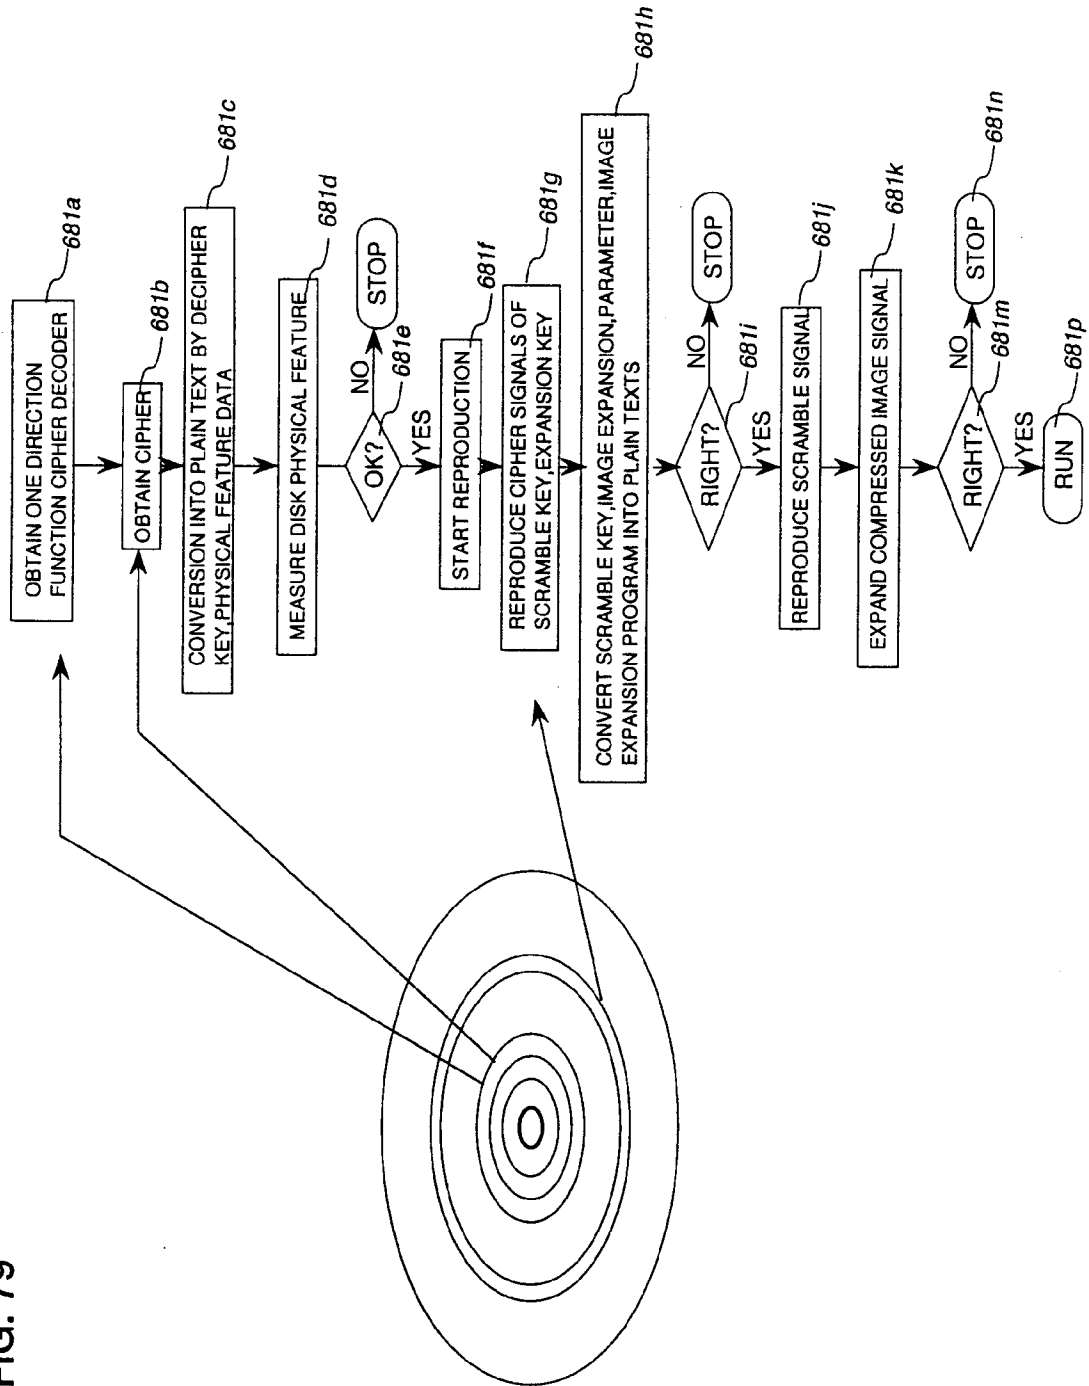 FIG. 79
OBTAIN ONE DIRECTION
FUNCTION CIPHER DECODER
681a
OBTAIN CIPHER
681b
CONVERSION INTO PLAIN TEXT BY DECIPHER
KEY,PHYSICAL FEATURE DATA
681c
MEASURE DISK PHYSICAL FEATURE
681d
OK?
681e
NO
STOP
YES
START REPRODUCTION
681f
REPRODUCE CIPHER SIGNALS OF
SCRAMBLE KEY,EXPANSION KEY
681g
CONVERT SCRAMBLE KEY,IMAGE EXPANSION,PARAMETER,IMAGE
EXPANSION PROGRAM INTO PLAIN TEXTS
681h
RIGHT?
681i
NO
STOP
YES
REPRODUCE SCRAMBLE SIGNAL
681j
EXPAND COMPRESSED IMAGE SIGNAL
681k
RIGHT?
681m
NO
STOP
681n
YES
RUN
681p